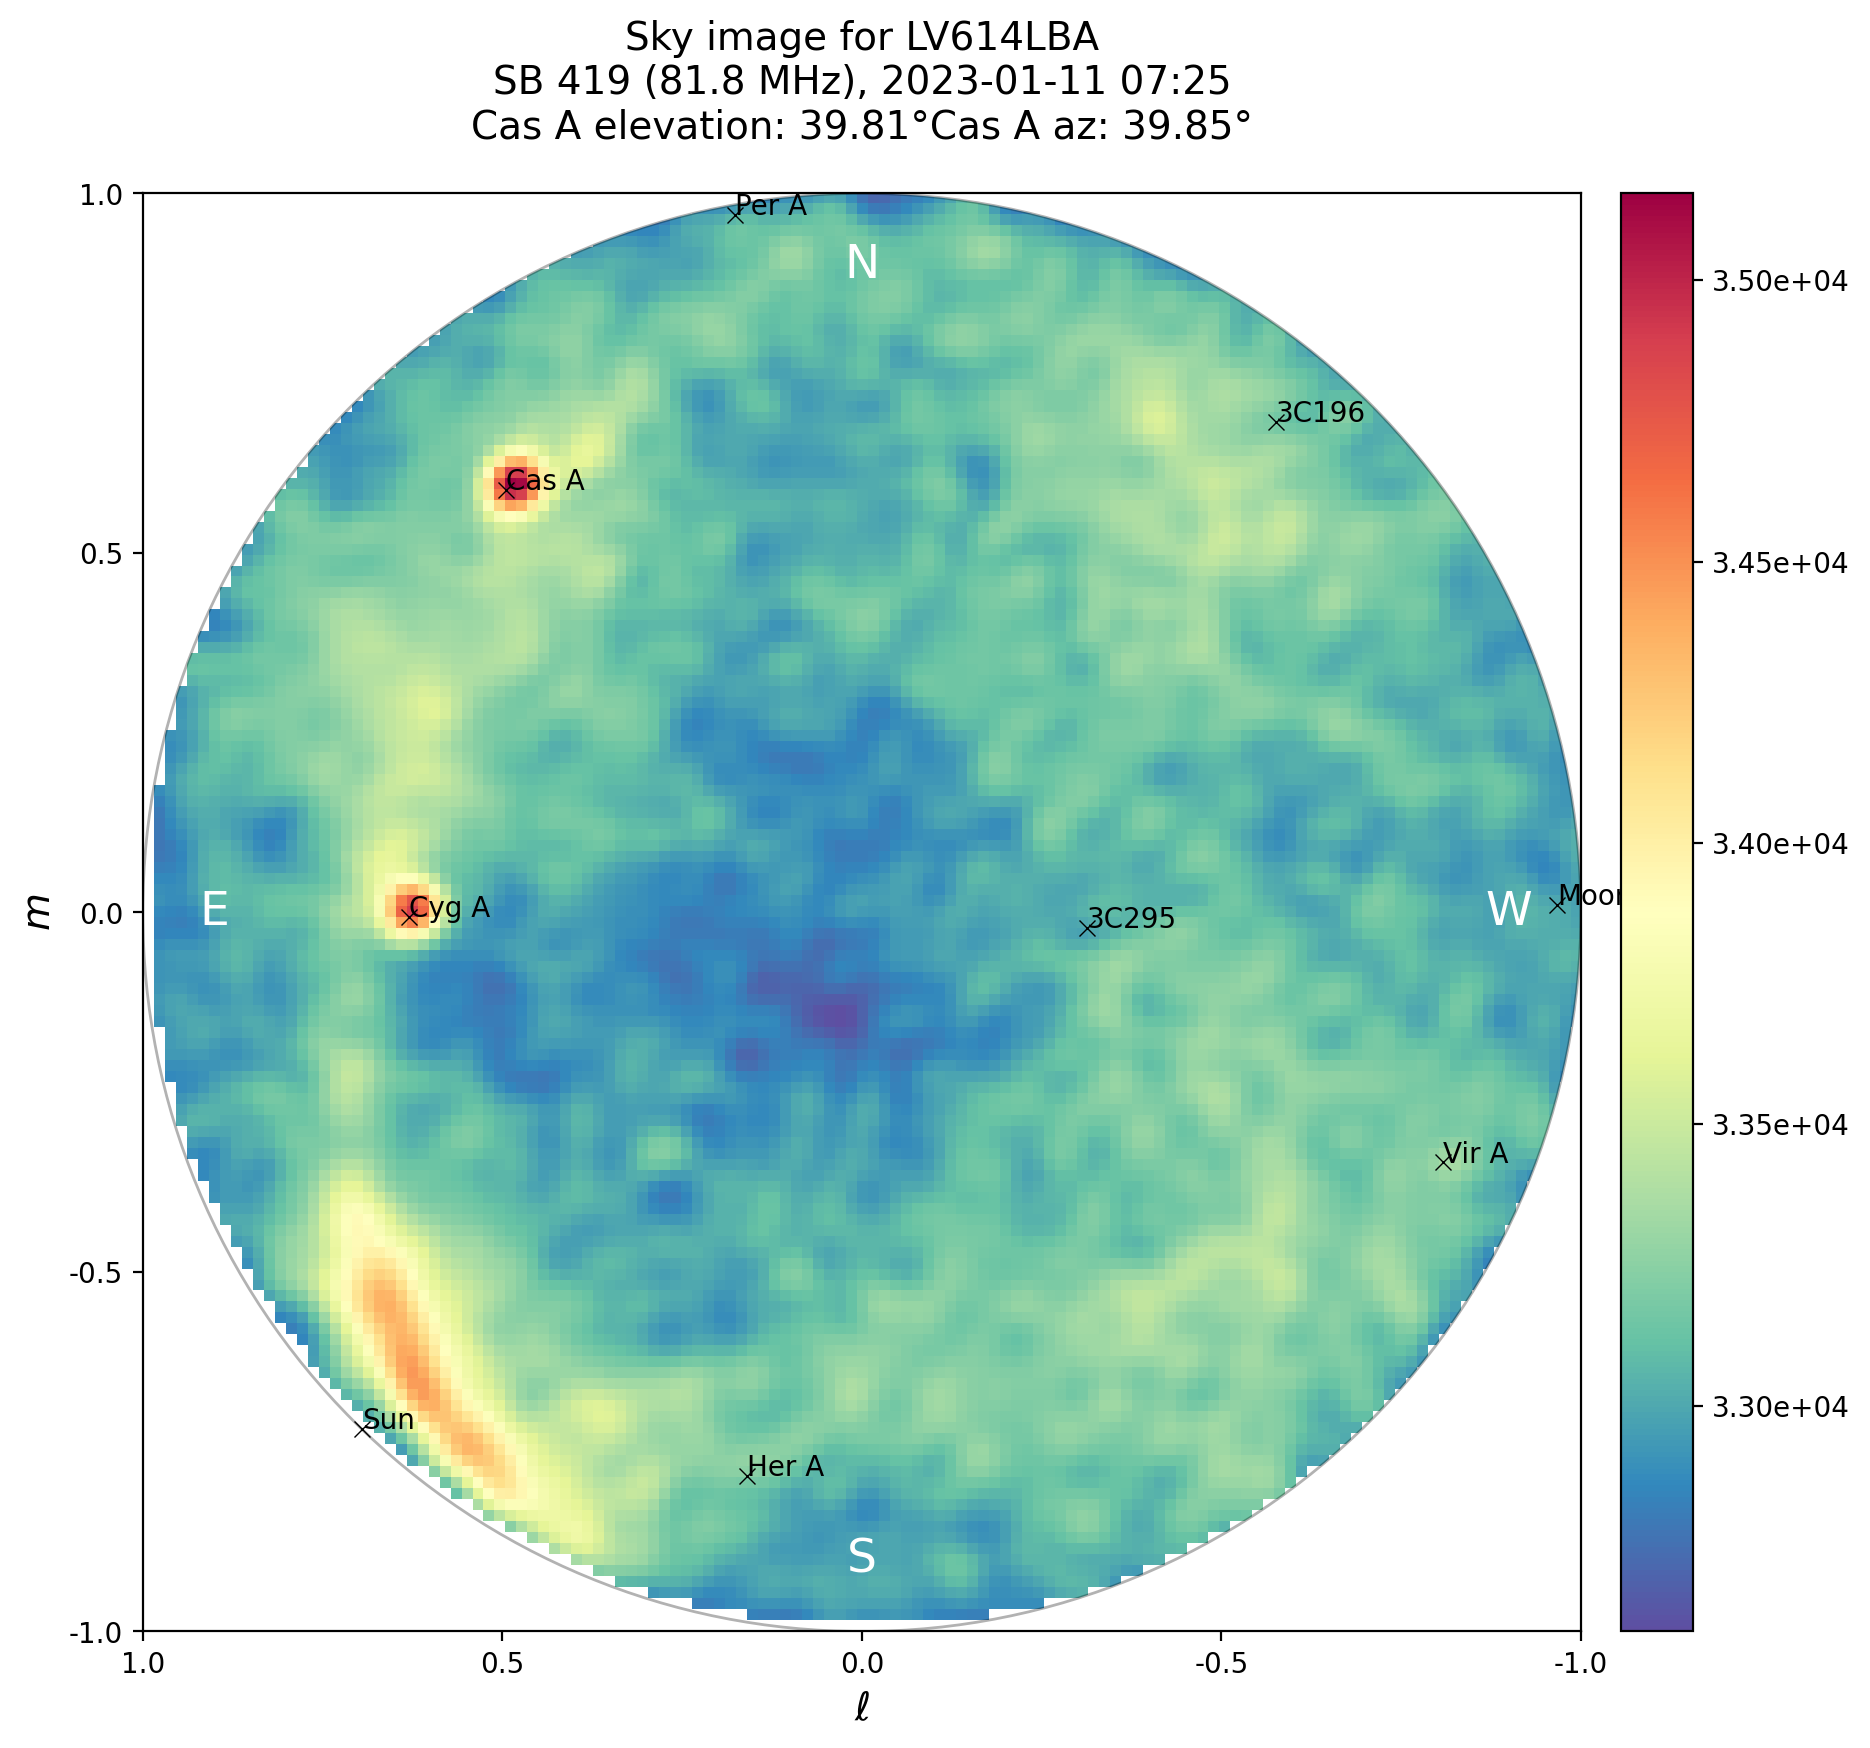 Sky image for LV614LBA
SB 419 (81.8 MHz), 2023-01-11 07:25
Cas A elevation: 39.81°Cas A az: 39.85°
1.0
Per A
N
3.50e+04
3C196
Cas A
0.5
3.45e+04
3.40e+04
m
0.0
E
Cyg A
3C295
W
Moon
3.35e+04
Vir A
-0.5
3.30e+04
Sun
Her A
S
-1.0
1.0
0.5
0.0
-0.5
-1.0
ℓ